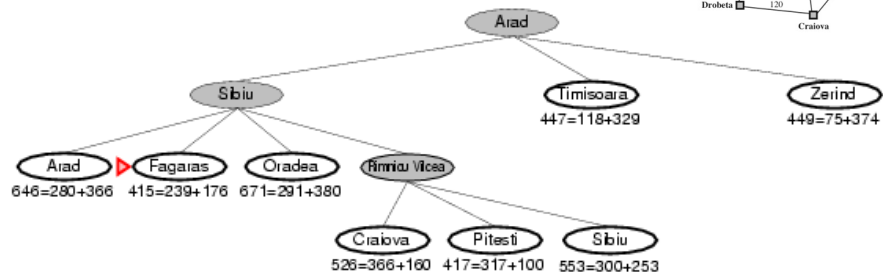 Drobeta 120
Craiova
Arad
Sibiu Timisoara Zerind
447=118+329 449=75+374
Arad Fagaras Oradea Rimnicu Vilcea
646=280+366 415=239+176 671=291+380
Craiova Pitesti Sibiu
526=366+160 417=317+100 553=300+253